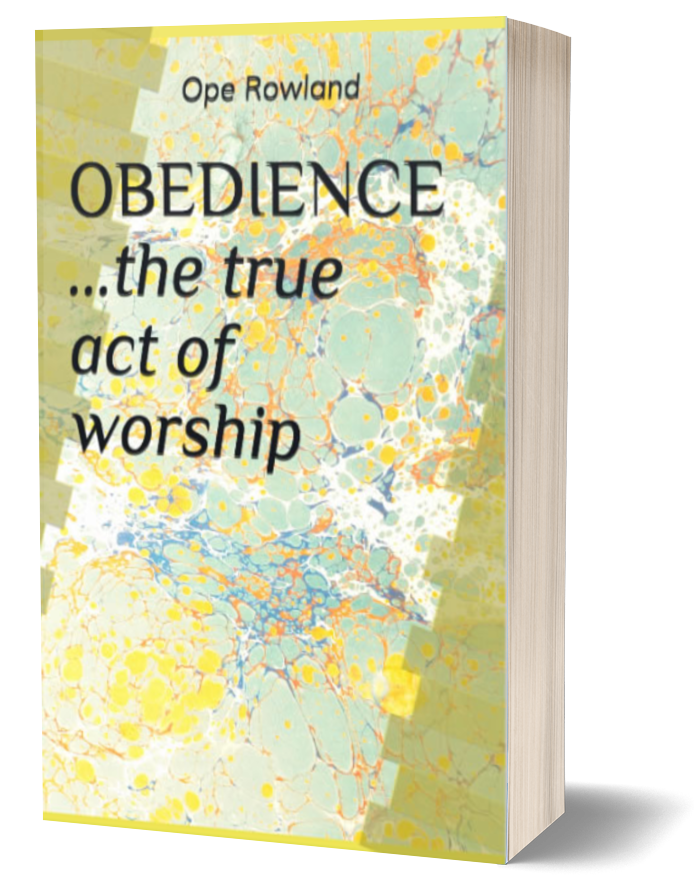 Ope Rowland
OBEDIENCE
...the true
act of
worship